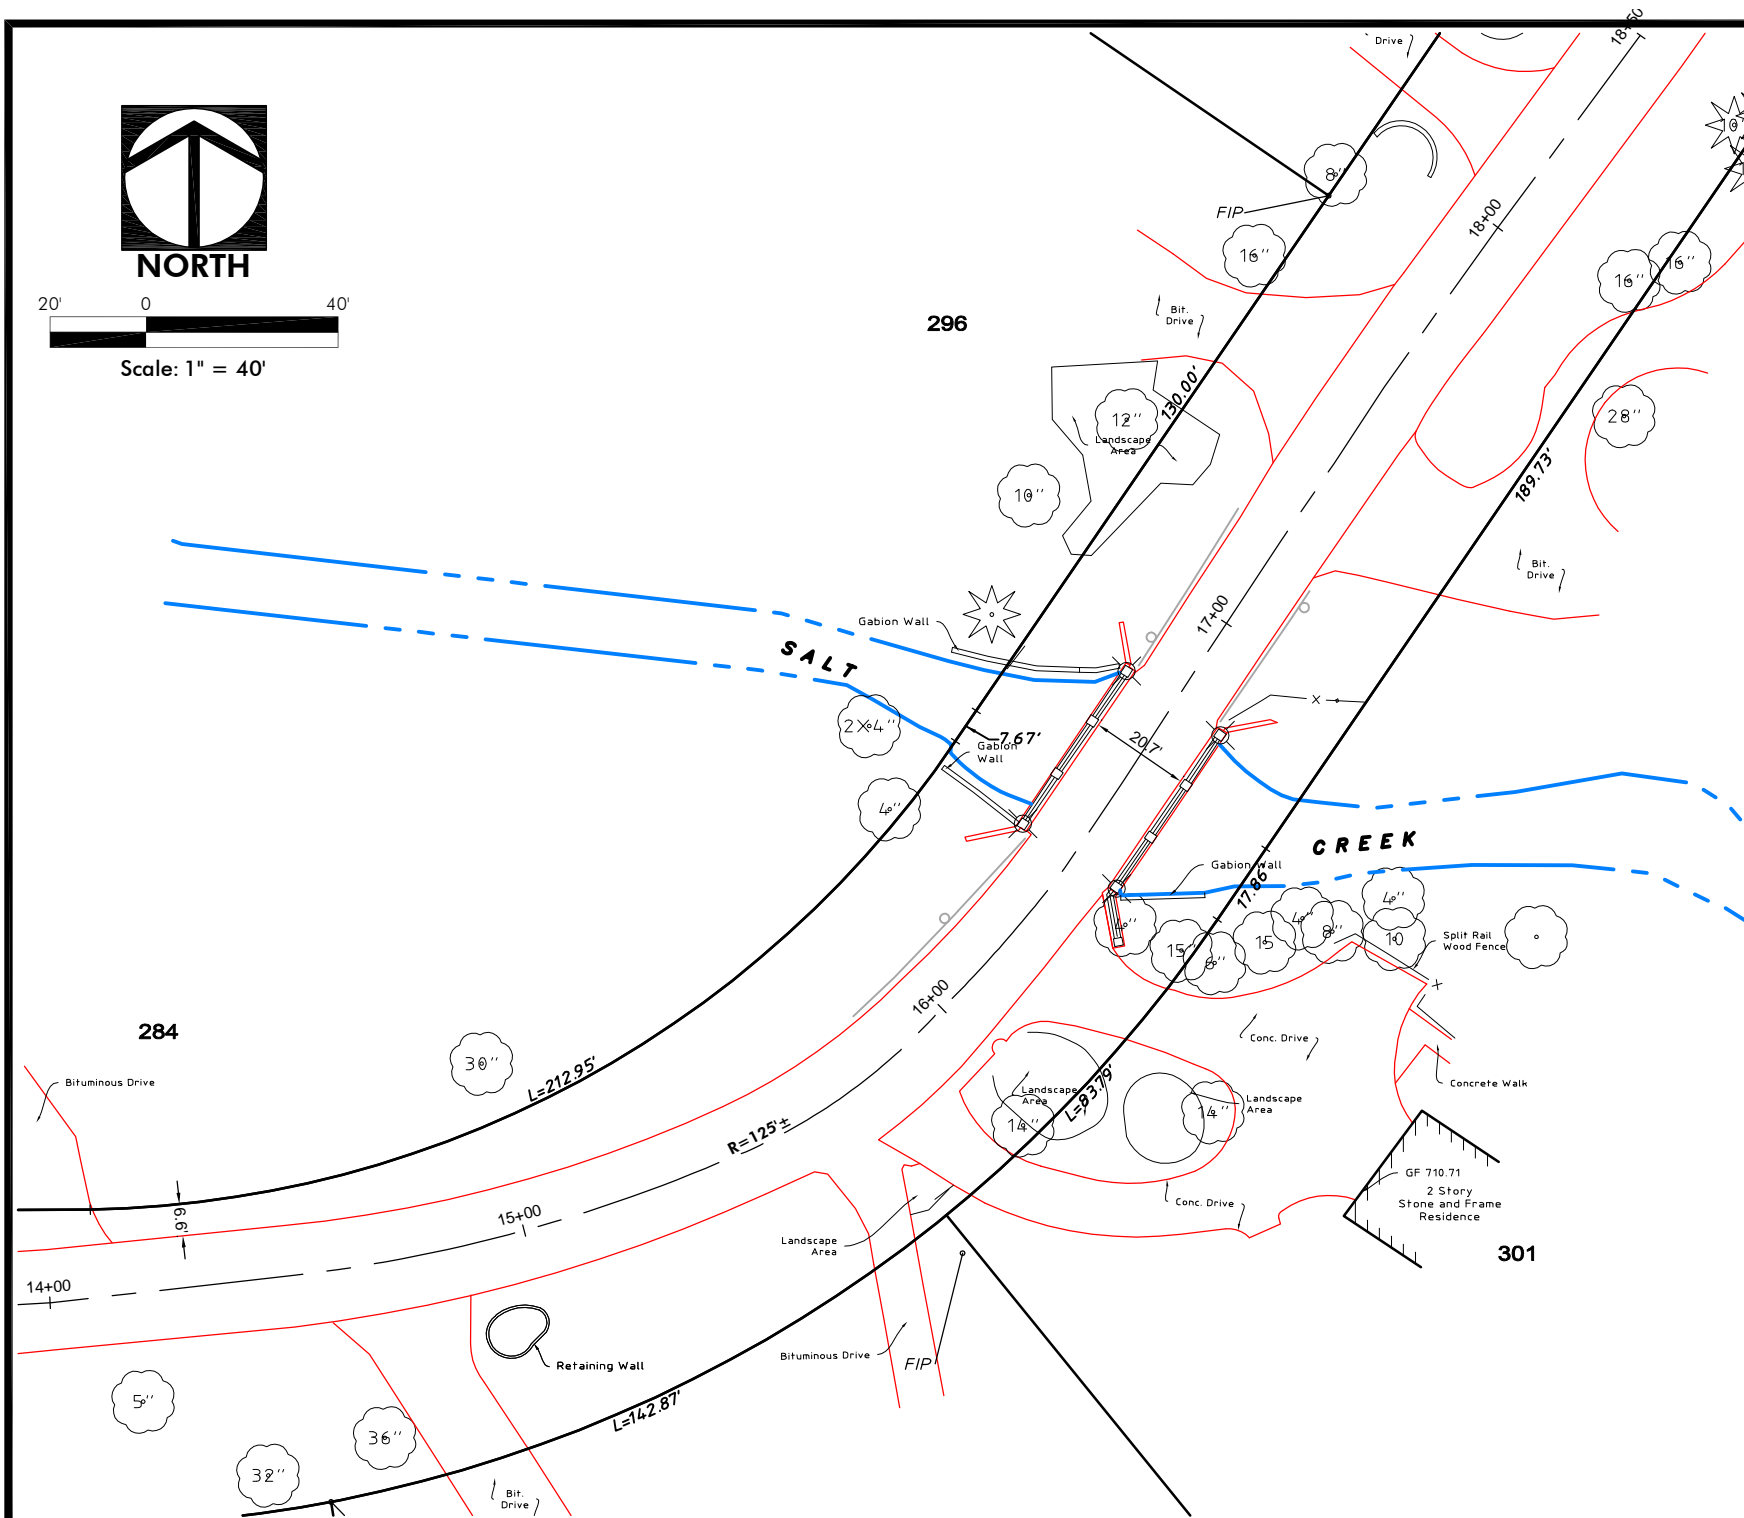 18+50
Drive
NORTH
20' 0 40'
Scale: 1" = 40'
8"
FIP
16"
18+00
16"
16"
296
Bit.
Drive
130.00'
12"
Landscape
Area
28"
10"
189.73'
Bit.
Drive
Gabion Wall
17+00
SALT
X
2X4"
7.67'
Gabion
Wall
20.7'
4"
CREEK
Gabion Wall
17.86'
4"
4"
4"
8"
15"
15
10
6"
Split Rail
Wood Fence
X
16+00
284
30"
Bituminous Drive
L=212.95'
Conc. Drive
Concrete Walk
Landscape
Area
L=83.79'
Landscape
Area
14"
14"
R=125'±
GF 710.71
2 Story
Stone and Frame
Residence
Conc. Drive
6.6'
15+00
Landscape
Area
301
14+00
Retaining Wall
Bituminous Drive
FIP
5"
L=142.87'
36"
32"
Bit.
Drive